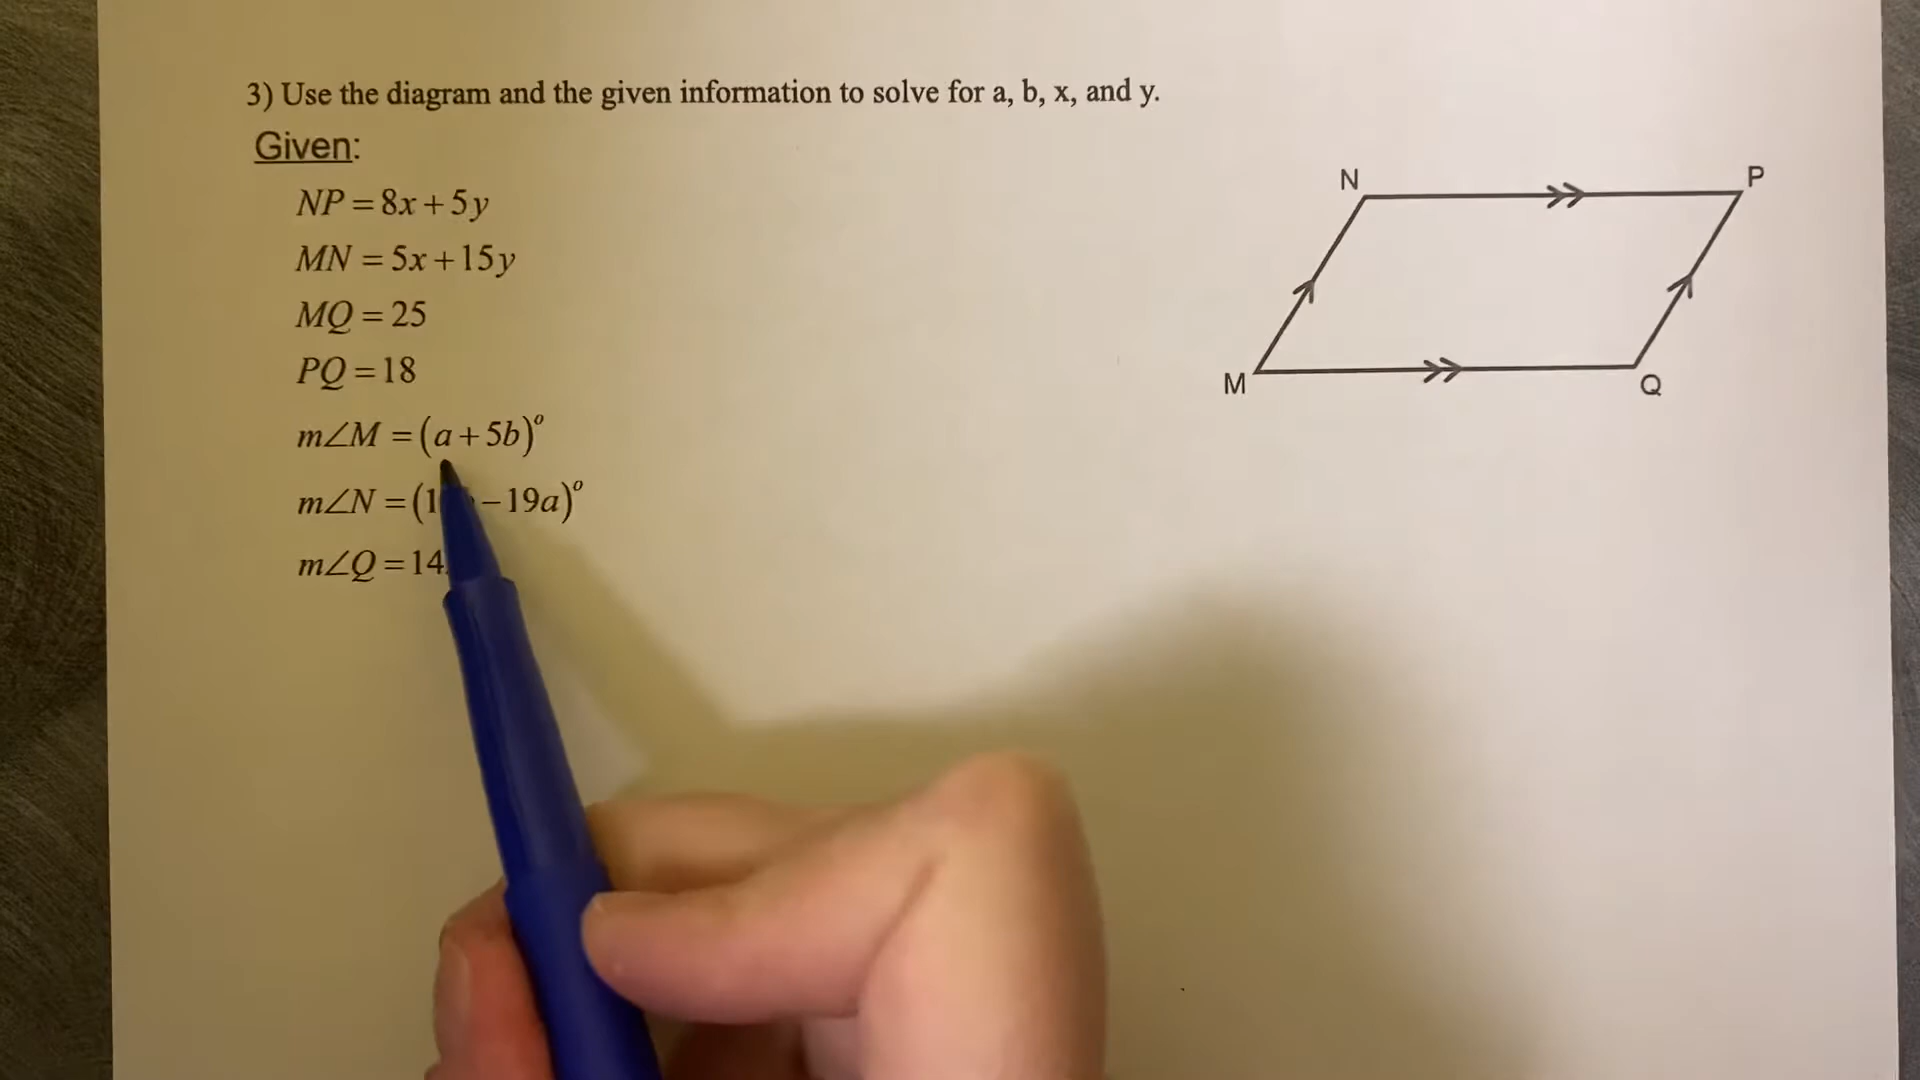 3) Use the diagram and the given information to solve for a, b, x, and y.
Given:
NP = 8x + 5y
MN = 5x + 15y
MQ = 25
PQ = 18
m∠M = (a + 5b)°
m∠N = (1 − 19a)°
m∠Q = 14
N
P
M
Q